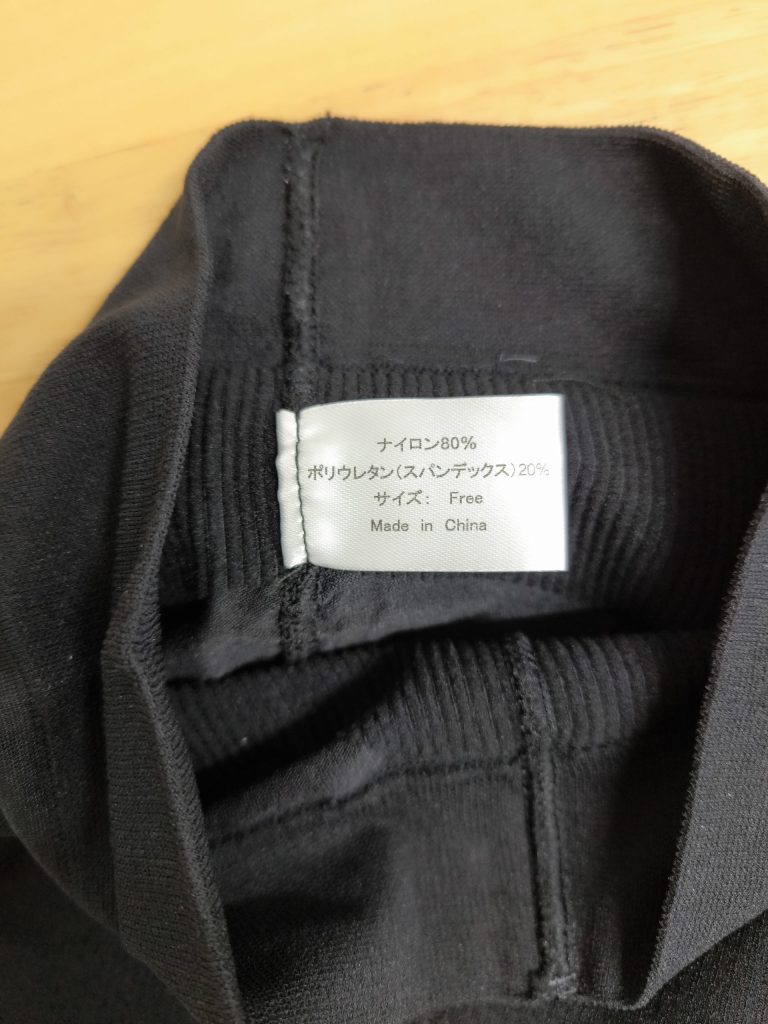 ナイロン80%
ポリウレタン(スパンデックス)20%
サイズ: Free
Made in China